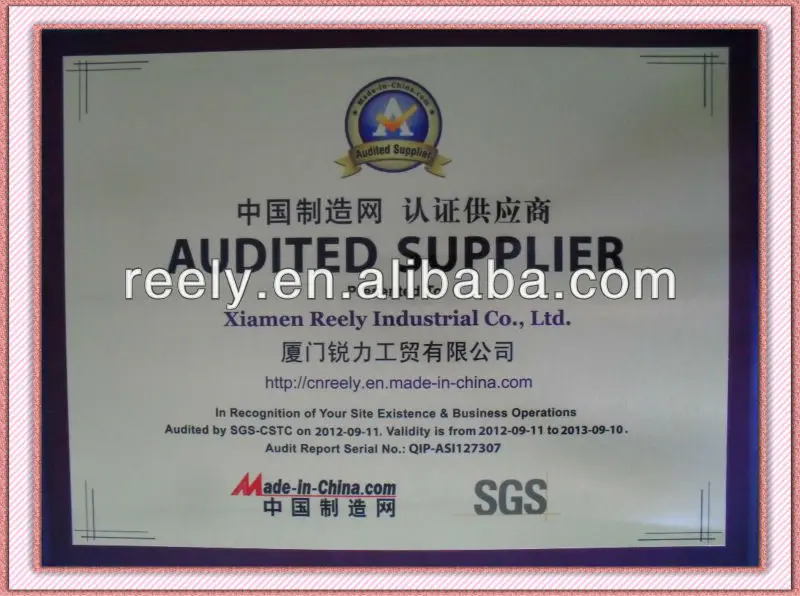 Made-in-China.com
A
Audited Supplier
中国制造网 认证供应商
AUDITED SUPPLIER
reely.en.alibaba.com
Presented To
Xiamen Reely Industrial Co., Ltd.
厦门锐力工贸有限公司
http://cnreely.en.made-in-china.com
In Recognition of Your Site Existence & Business Operations
Audited by SGS-CSTC on 2012-09-11. Validity is from 2012-09-11 to 2013-09-10.
Audit Report Serial No.: QIP-ASI127307
Made-in-China.com
中国制造网
SGS